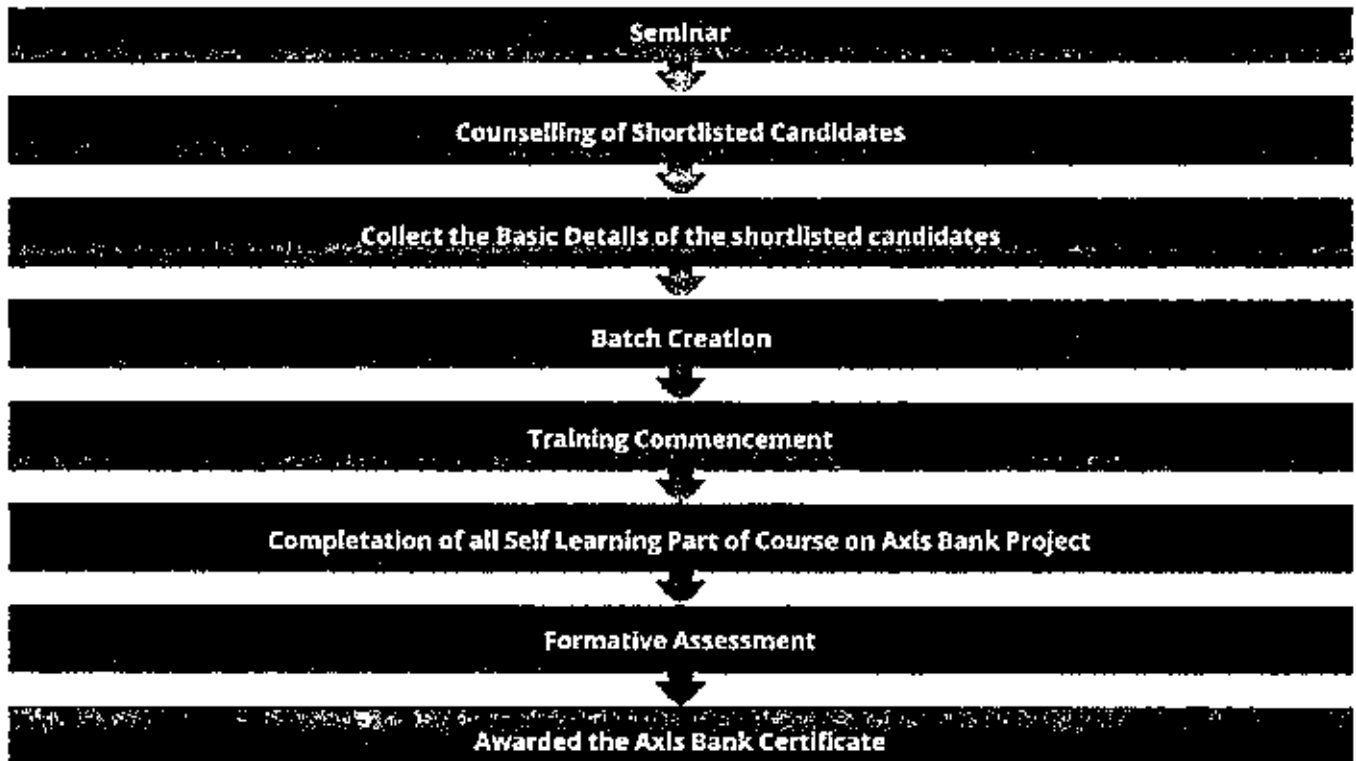 Seminar
Counselling of Shortlisted Candidates
Collect the Basic Details of the shortlisted candidates
Batch Creation
Training Commencement
Completation of all Self Learning Part of Course on Axis Bank Project
Formative Assessment
Awarded the Axis Bank Certificate